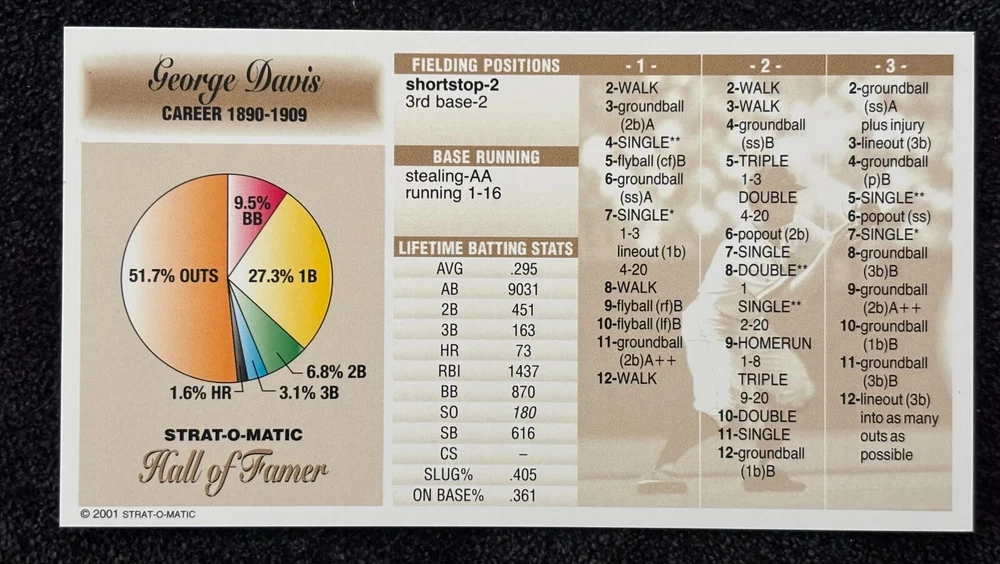 George Davis
CAREER 1890-1909
9.5%
BB
51.7% OUTS
27.3% 1B
6.8% 2B
1.6% HR
3.1% 3B
STRAT-O-MATIC
Hall of Famer
© 2001 STRAT-O-MATIC
FIELDING POSITIONS
shortstop-2
3rd base-2
BASE RUNNING
stealing-AA
running 1-16
LIFETIME BATTING STATS
AVG .295
AB 9031
2B 451
3B 163
HR 73
RBI 1437
BB 870
SO 180
SB 616
CS –
SLUG% .405
ON BASE% .361
- 1 -
2-WALK
3-groundball
(2b)A
4-SINGLE**
5-flyball (cf)B
6-groundball
(ss)A
7-SINGLE*
1-3
lineout (1b)
4-20
8-WALK
9-flyball (rf)B
10-flyball (lf)B
11-groundball
(2b)A++
12-WALK
- 2 -
2-WALK
3-WALK
4-groundball
(ss)B
5-TRIPLE
1-3
DOUBLE
4-20
6-popout (2b)
7-SINGLE
8-DOUBLE**
1
SINGLE**
2-20
9-HOMERUN
1-8
TRIPLE
9-20
10-DOUBLE
11-SINGLE
12-groundball
(1b)B
- 3 -
2-groundball
(ss)A
plus injury
3-lineout (3b)
4-groundball
(p)B
5-SINGLE**
6-popout (ss)
7-SINGLE*
8-groundball
(3b)B
9-groundball
(2b)A++
10-groundball
(1b)B
11-groundball
(3b)B
12-lineout (3b)
into as many
outs as
possible